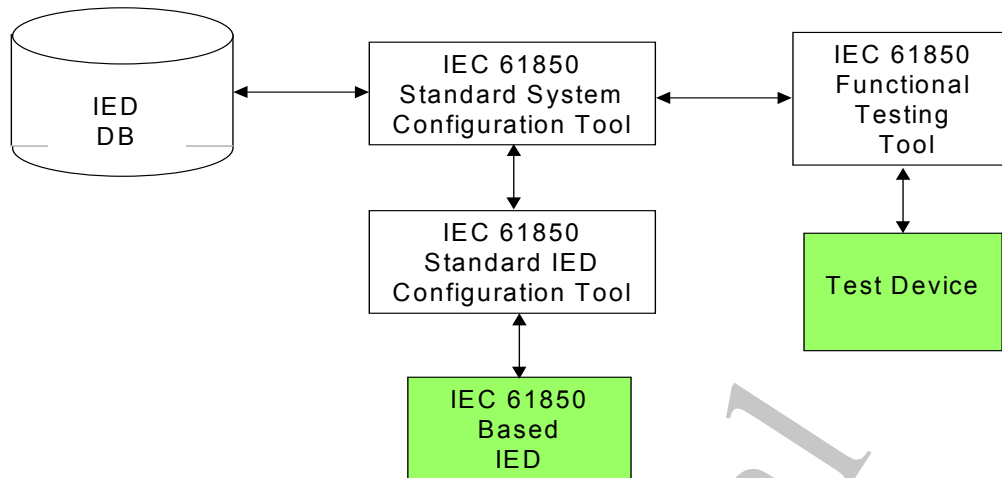 IED
DB
IEC 61850
Standard System
Configuration Tool
IEC 61850
Functional
Testing
Tool
IEC 61850
Standard IED
Configuration Tool
Test Device
IEC 61850
Based
IED